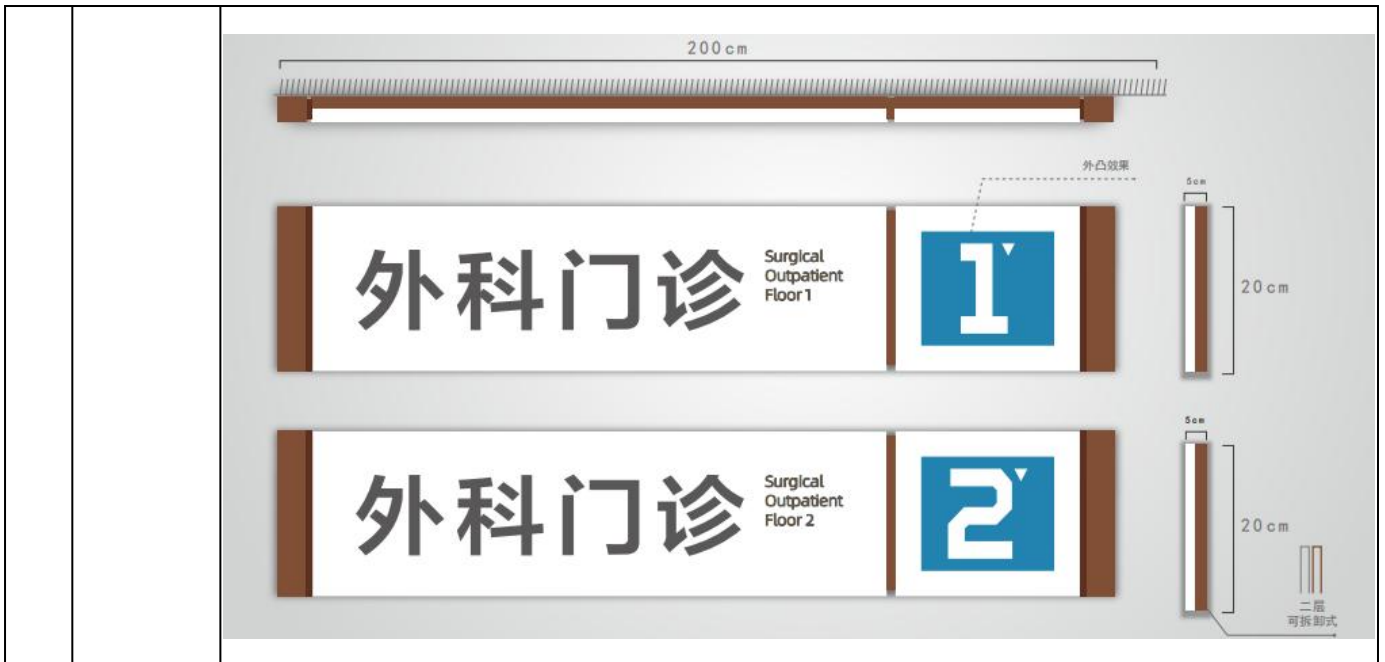 200cm
外凸效果
5cm
外科门诊
Surgical
Outpatient
Floor 1
1
20cm
5cm
外科门诊
Surgical
Outpatient
Floor 2
2
20cm
二层
可拆卸式